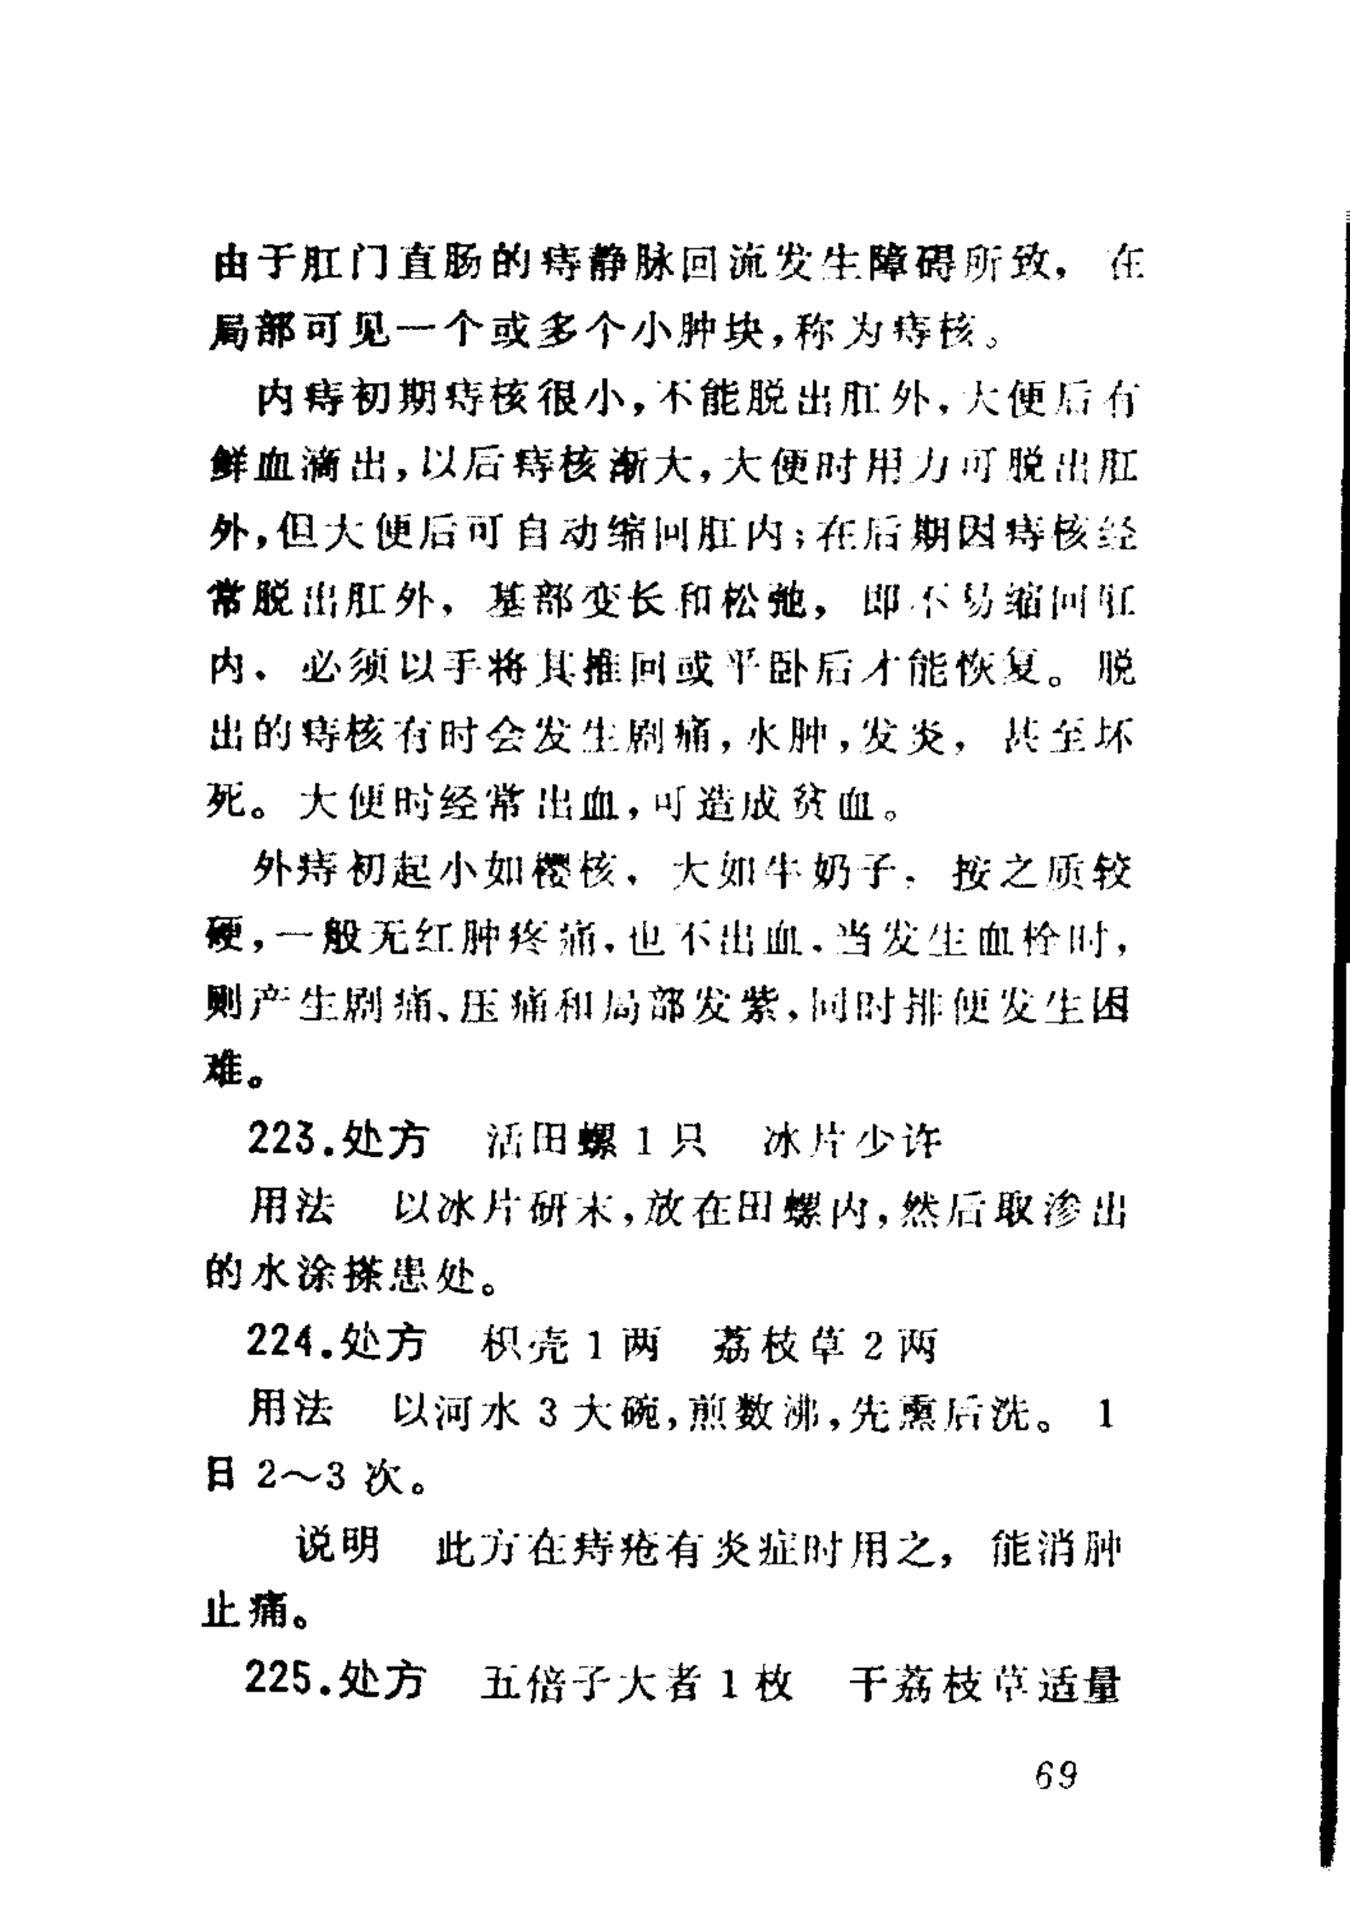 由于肛门直肠的痔静脉回流发生障碍所致，在
局部可见一个或多个小肿块，称为痔核。
内痔初期痔核很小，不能脱出肛外，大便后有
鲜血滴出，以后痔核渐大，大便时用力可脱出肛
外，但大便后可自动缩回肛内；在后期因痔核经
常脱出肛外，基部变长和松弛，即不易缩回肛
内、必须以手将其推回或平卧后才能恢复。脱
出的痔核有时会发生剧痛，水肿，发炎，甚至坏
死。大便时经常出血，可造成贫血。
外痔初起小如樱核，大如牛奶子，按之质较
硬，一般无红肿疼痛，也不出血，当发生血栓时，
则产生剧痛、压痛和局部发紫，同时排便发生困
难。
223.处方 活田螺1只 冰片少许
用法 以冰片研末，放在田螺内，然后取渗出
的水涂搽患处。
224.处方 枳壳1两 荔枝草2两
用法 以河水3大碗，煎数沸，先熏后洗。1
日2～3次。
说明 此方在痔疮有炎症时用之，能消肿
止痛。
225.处方 五倍子大者1枚 干荔枝草适量
69